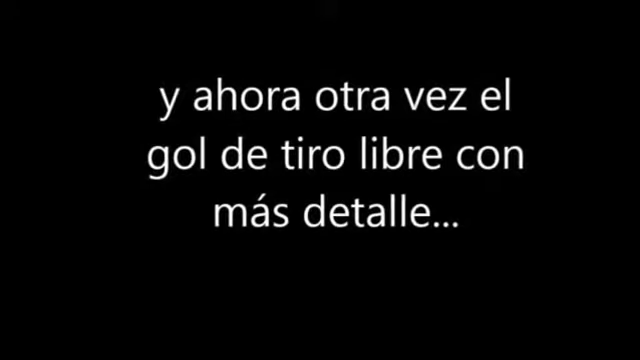 y ahora otra vez el
gol de tiro libre con
más detalle...